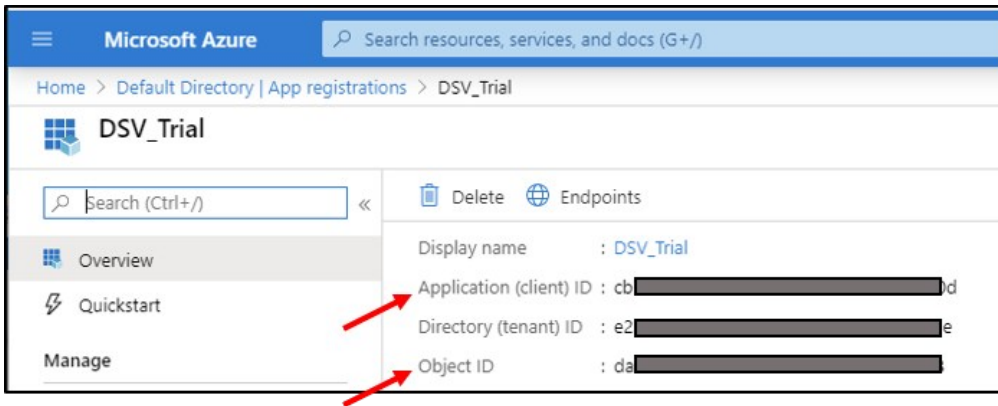 Microsoft Azure
Search resources, services, and docs (G+/)
Home > Default Directory | App registrations > DSV_Trial
DSV_Trial
Search (Ctrl+/)
«
Delete Endpoints
Overview
Quickstart
Manage
Display name : DSV_Trial
Application (client) ID : cb 0d
Directory (tenant) ID : e2 e
Object ID : da